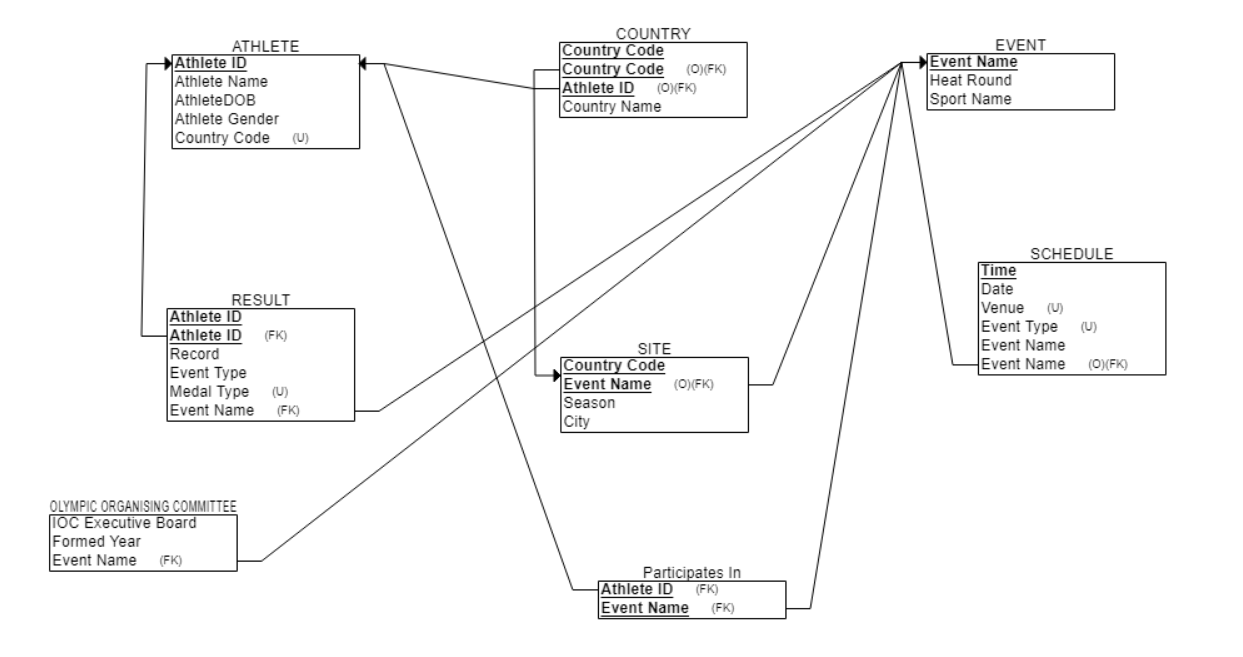 ATHLETE
Athlete ID
Athlete Name
AthleteDOB
Athlete Gender
Country Code (U)
COUNTRY
Country Code
Country Code (O)(FK)
Athlete ID (O)(FK)
Country Name
EVENT
Event Name
Heat Round
Sport Name
SCHEDULE
Time
Date
Venue (U)
Event Type (U)
Event Name
Event Name (O)(FK)
RESULT
Athlete ID
Athlete ID (FK)
Record
Event Type
Medal Type (U)
Event Name (FK)
SITE
Country Code
Event Name (O)(FK)
Season
City
OLYMPIC ORGANISING COMMITTEE
IOC Executive Board
Formed Year
Event Name (FK)
Participates In
Athlete ID (FK)
Event Name (FK)